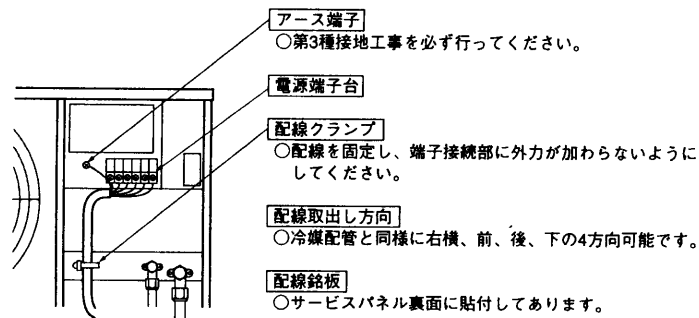 アース端子
○第3種接地工事を必ず行ってください。
電源端子台
配線クランプ
○配線を固定し、端子接続部に外力が加わらないように
してください。
配線取出し方向
○冷媒配管と同様に右横、前、後、下の4方向可能です。
配線銘板
○サービスパネル裏面に貼付してあります。